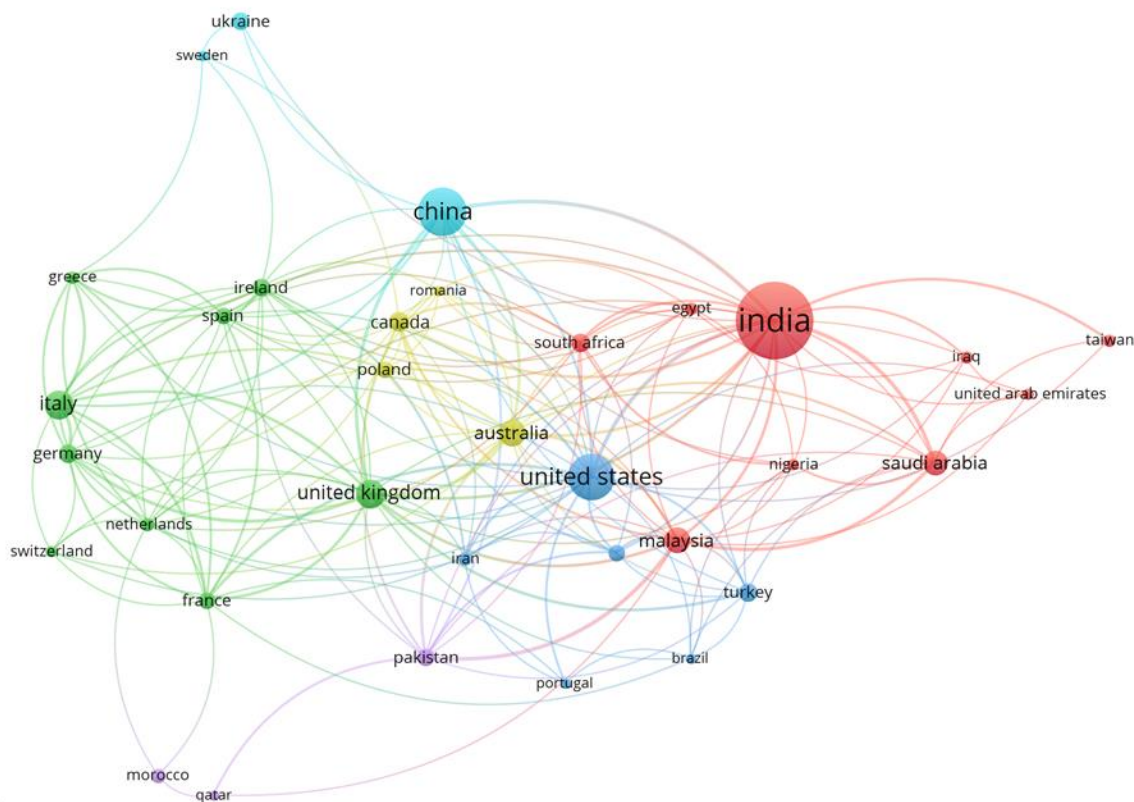 ukraine
sweden
china
greece
ireland
romania
spain
canada
egypt
india
south africa
taiwan
iraq
poland
united arab emirates
italy
australia
germany
saudi arabia
nigeria
united states
united kingdom
netherlands
malaysia
switzerland
iran
turkey
france
pakistan
brazil
portugal
morocco
qatar